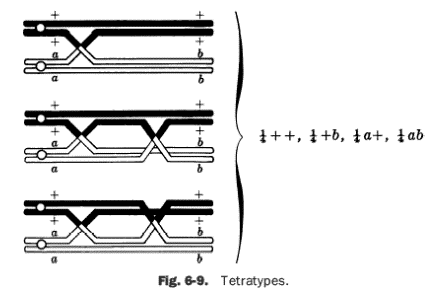 + +
+ +
a b
a b
+ +
+ +
a b
a b
+ +
+ +
a b
a b
¼++, ¼+b, ¼a+, ¼ab
Fig. 6-9. Tetratypes.